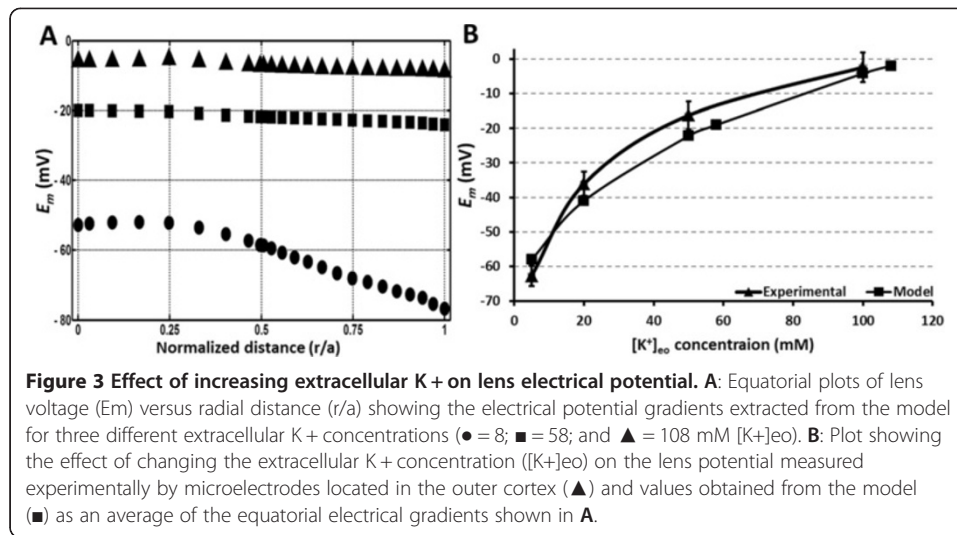 A
B
0
-20
-40
-60
-80
Em (mV)
0
0.25
0.5
0.75
1
Normalized distance (r/a)
0
-10
-20
-30
-40
-50
-60
-70
Em (mV)
Experimental
Model
0
20
40
60
80
100
120
[K+]eo concentraion (mM)
Figure 3 Effect of increasing extracellular K + on lens electrical potential. A: Equatorial plots of lens
voltage (Em) versus radial distance (r/a) showing the electrical potential gradients extracted from the model
for three different extracellular K + concentrations (● = 8; ■ = 58; and ▲ = 108 mM [K+]eo). B: Plot showing
the effect of changing the extracellular K + concentration ([K+]eo) on the lens potential measured
experimentally by microelectrodes located in the outer cortex (▲) and values obtained from the model
(■) as an average of the equatorial electrical gradients shown in A.